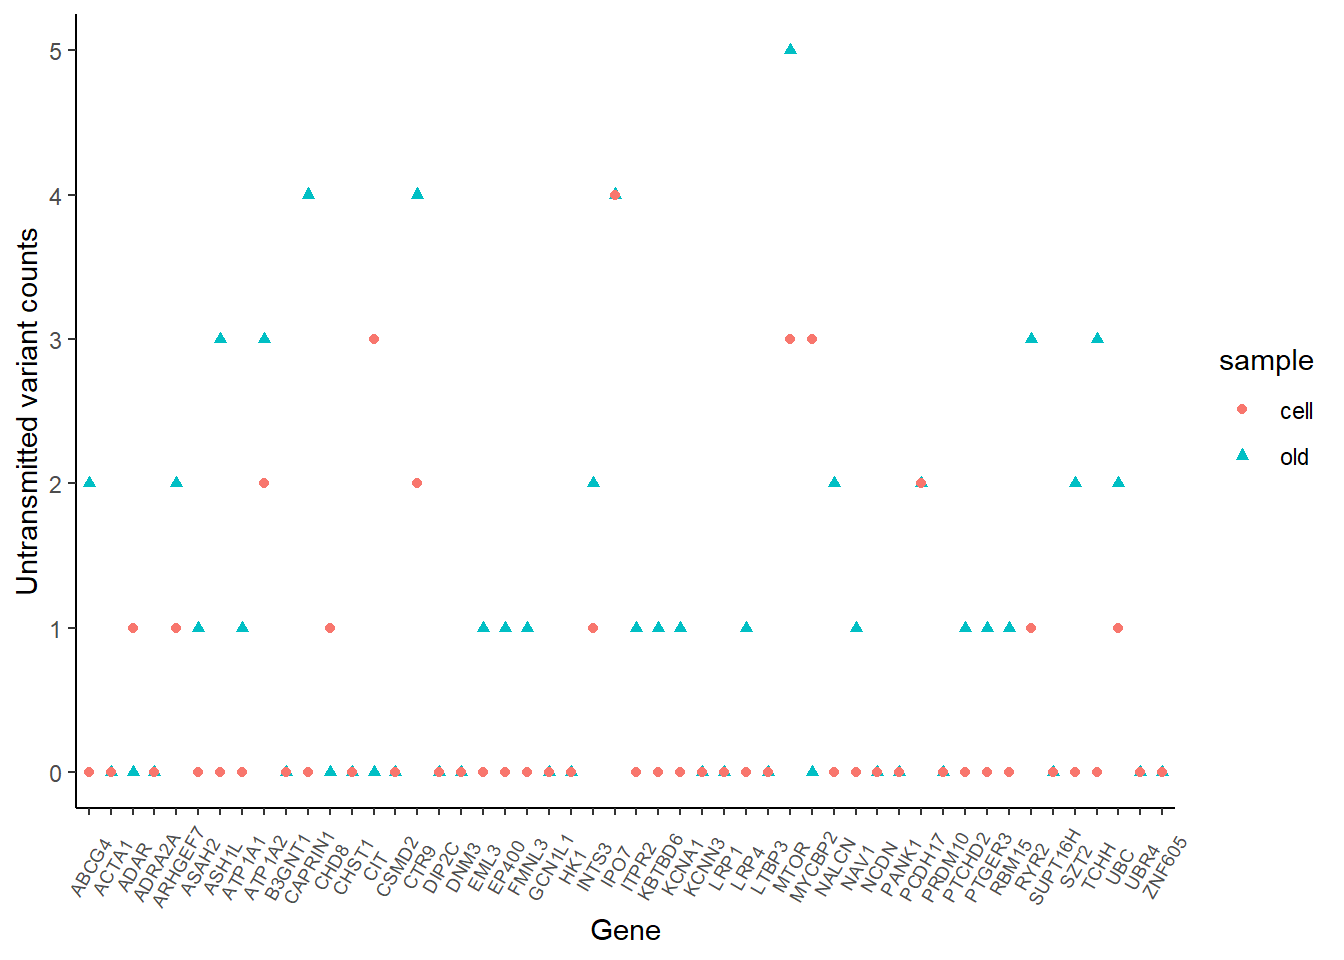 Untransmitted variant counts
5
4
3
2
1
0
ABCG4
ACTA1
ADAR
ADRA2A
ARHGEF7
ASAH2
ASH1L
ATP1A1
ATP1A2
B3GNT1
CAPRIN1
CHD8
CHST1
CIT
CSMD2
CTR9
DIP2C
DNM3
EML3
EP400
FMNL3
GCN1L1
HK1
INTS3
IPO7
ITPR2
KBTBD6
KCNA1
KCNN3
LRP1
LRP4
LTBP3
MTOR
MYCBP2
NALCN
NAV1
NCDN
PANK1
PCDH17
PRDM10
PTCHD2
PTGER3
RBM15
RYR2
SUPT16H
SZT2
TCHH
UBC
UBR4
ZNF605
Gene
sample
cell
old